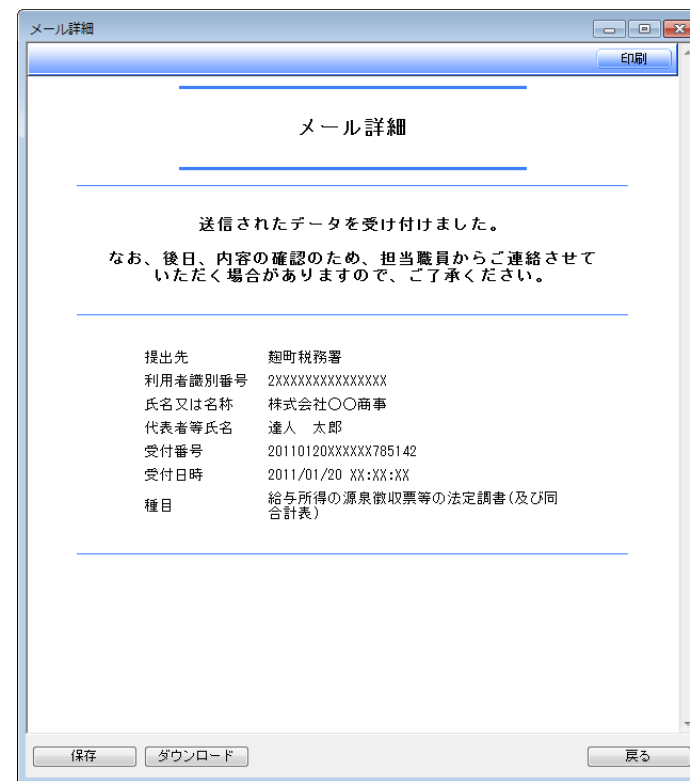 メール詳細
印刷
メール詳細
送信されたデータを受け付けました。
なお、後日、内容の確認のため、担当職員からご連絡させて
いただく場合がありますので、ご了承ください。
提出先 麹町税務署
利用者識別番号 2XXXXXXXXXXXXXXX
氏名又は名称 株式会社〇〇商事
代表者等氏名 達人 太郎
受付番号 20110120XXXXXX785142
受付日時 2011/01/20 XX:XX:XX
種目 給与所得の源泉徴収票等の法定調書(及び同
合計表)
保存 ダウンロード 戻る